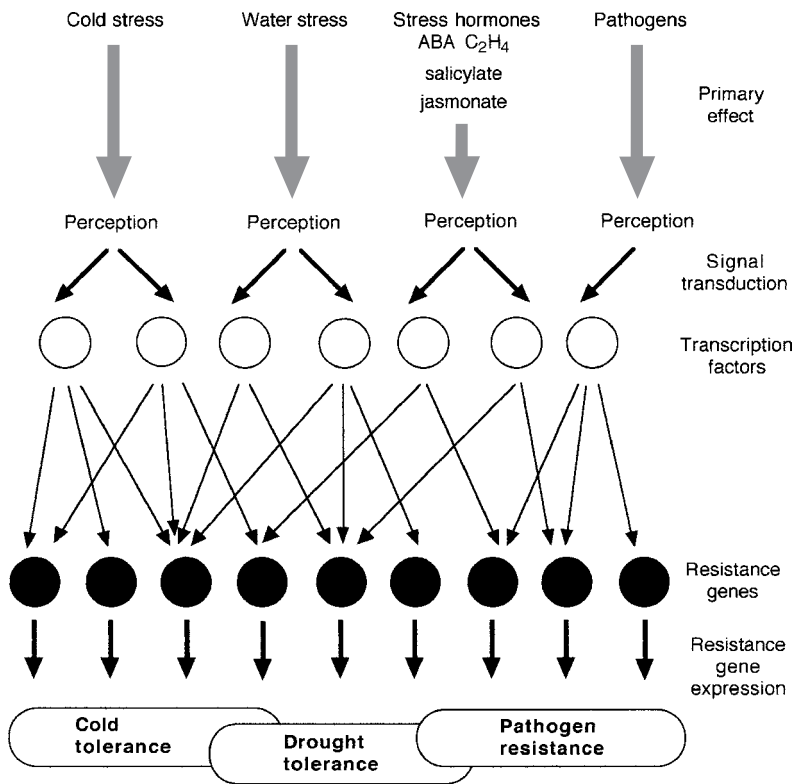 Cold stress
Water stress
Stress hormones
ABA C₂H₄
salicylate
jasmonate
Pathogens
Primary
effect
Perception
Perception
Perception
Perception
Signal
transduction
Transcription
factors
Resistance
genes
Resistance
gene
expression
Cold
tolerance
Drought
tolerance
Pathogen
resistance